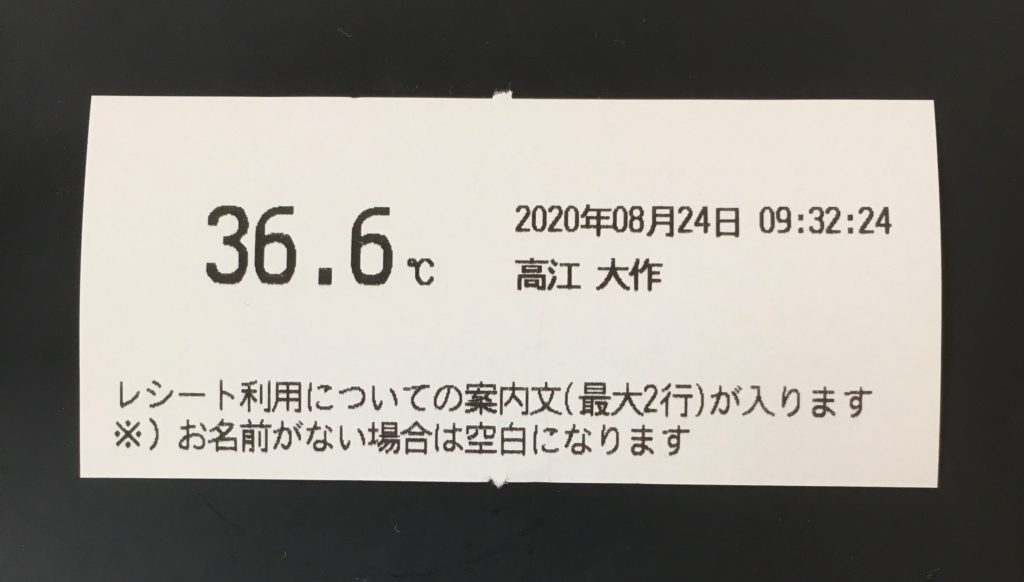 36.6℃
2020年08月24日 09:32:24
高江 大作
レシート利用についての案内文(最大2行)が入ります
※)お名前がない場合は空白になります